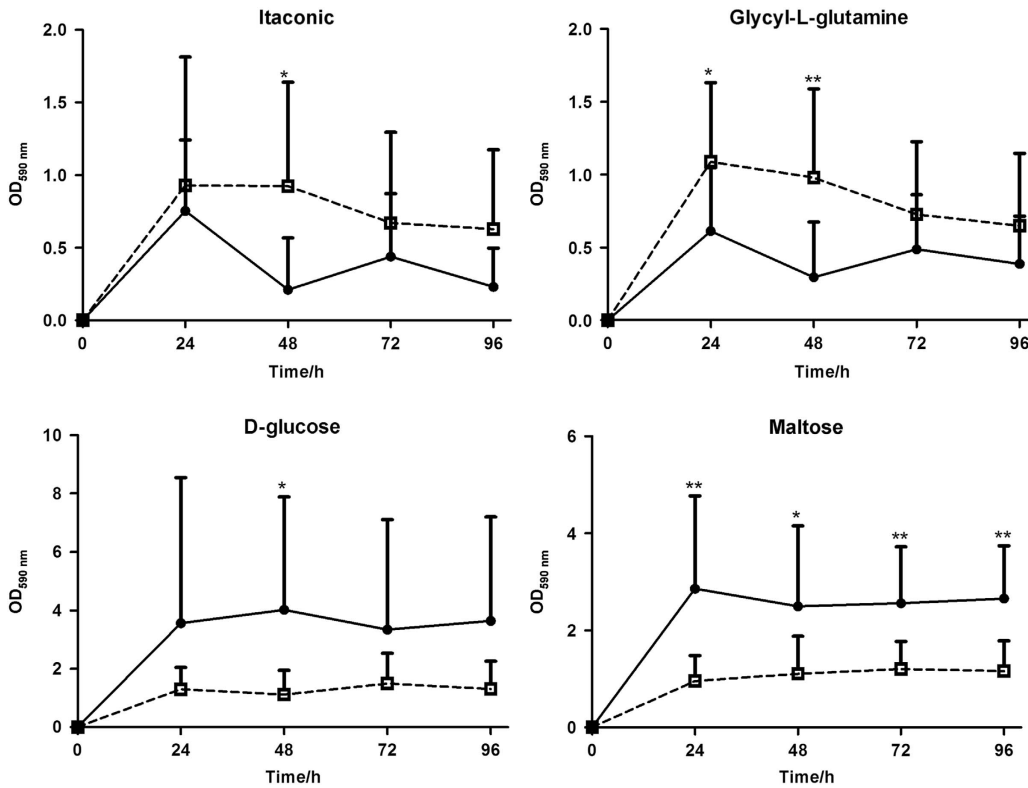 Itaconic
2.0
1.5
1.0
0.5
0.0
OD590 nm
*
0 24 48 72 96
Time/h
Glycyl-L-glutamine
2.0
1.5
1.0
0.5
0.0
OD590 nm
* **
0 24 48 72 96
Time/h
D-glucose
10
8
6
4
2
0
OD590 nm
*
0 24 48 72 96
Time/h
Maltose
6
4
2
0
OD590 nm
** * ** **
0 24 48 72 96
Time/h